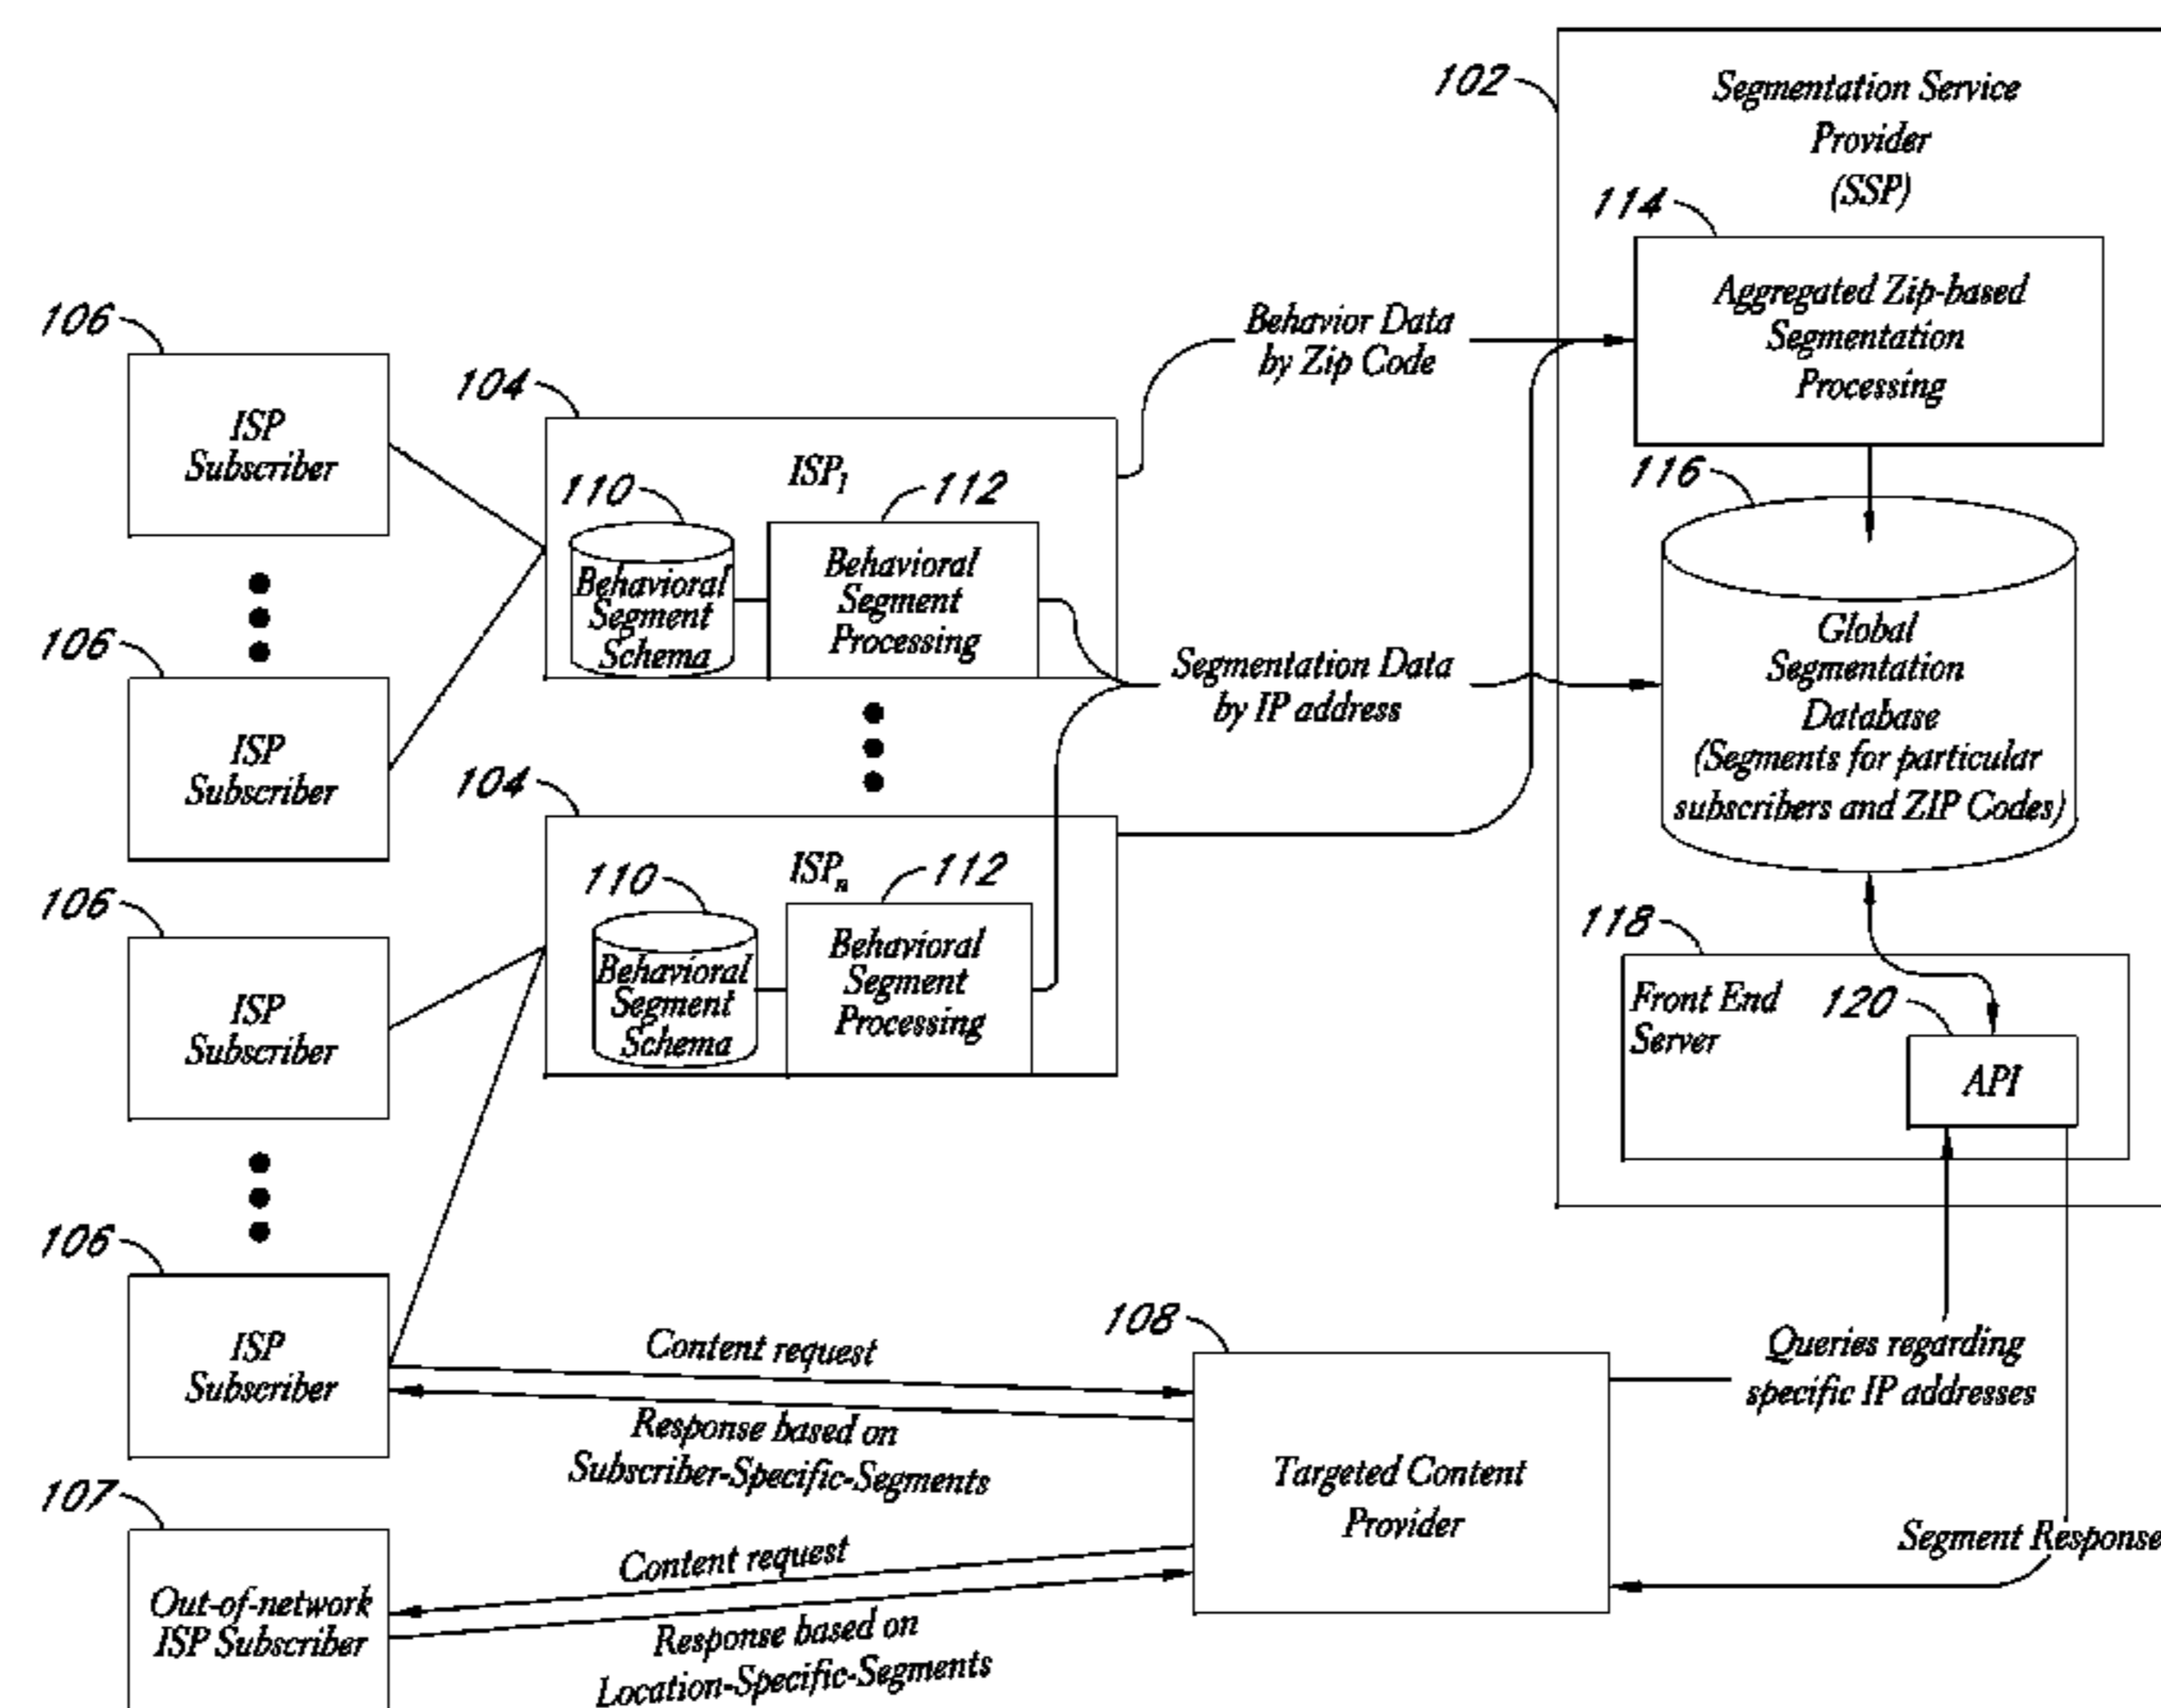 102
Segmentation Service
Provider
(SSP)
114
Aggregated Zip-based
Segmentation
Processing
116
Global
Segmentation
Database
(Segments for particular
subscribers and ZIP Codes)
118
Front End
Server
120
API
106
ISP
Subscriber
106
ISP
Subscriber
106
ISP
Subscriber
106
ISP
Subscriber
107
Out-of-network
ISP Subscriber
104
ISP1
110
Behavioral
Segment
Schema
112
Behavioral
Segment
Processing
104
ISPn
110
Behavioral
Segment
Schema
112
Behavioral
Segment
Processing
Behavior Data
by Zip Code
Segmentation Data
by IP address
Content request
Response based on
Subscriber-Specific-Segments
Content request
Response based on
Location-Specific-Segments
108
Targeted Content
Provider
Queries regarding
specific IP addresses
Segment Response